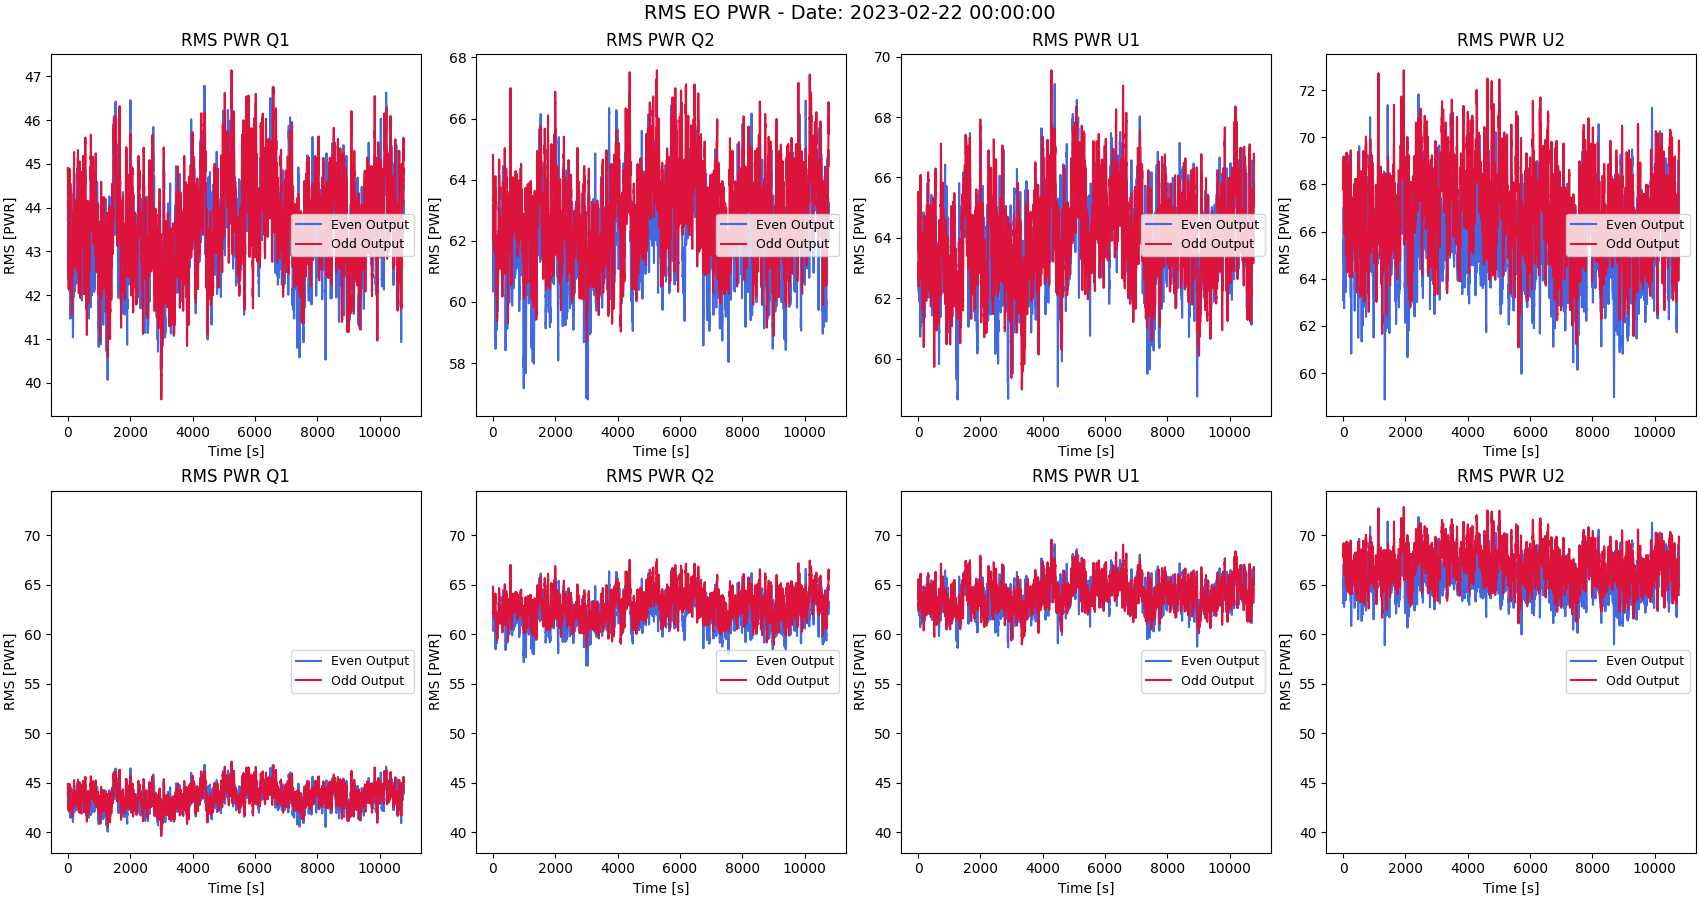 RMS EO PWR - Date: 2023-02-22 00:00:00
RMS PWR Q1
RMS PWR Q2
RMS PWR U1
RMS PWR U2
RMS [PWR]
47
46
45
44
43
42
41
40
Even Output
Odd Output
0 2000 4000 6000 8000 10000
Time [s]
RMS [PWR]
68
66
64
62
60
58
Even Output
Odd Output
0 2000 4000 6000 8000 10000
Time [s]
RMS [PWR]
70
68
66
64
62
60
Even Output
Odd Output
0 2000 4000 6000 8000 10000
Time [s]
RMS [PWR]
72
70
68
66
64
62
60
Even Output
Odd Output
0 2000 4000 6000 8000 10000
Time [s]
RMS PWR Q1
RMS PWR Q2
RMS PWR U1
RMS PWR U2
RMS [PWR]
70
65
60
55
50
45
40
Even Output
Odd Output
0 2000 4000 6000 8000 10000
Time [s]
RMS [PWR]
70
65
60
55
50
45
40
Even Output
Odd Output
0 2000 4000 6000 8000 10000
Time [s]
RMS [PWR]
70
65
60
55
50
45
40
Even Output
Odd Output
0 2000 4000 6000 8000 10000
Time [s]
RMS [PWR]
70
65
60
55
50
45
40
Even Output
Odd Output
0 2000 4000 6000 8000 10000
Time [s]